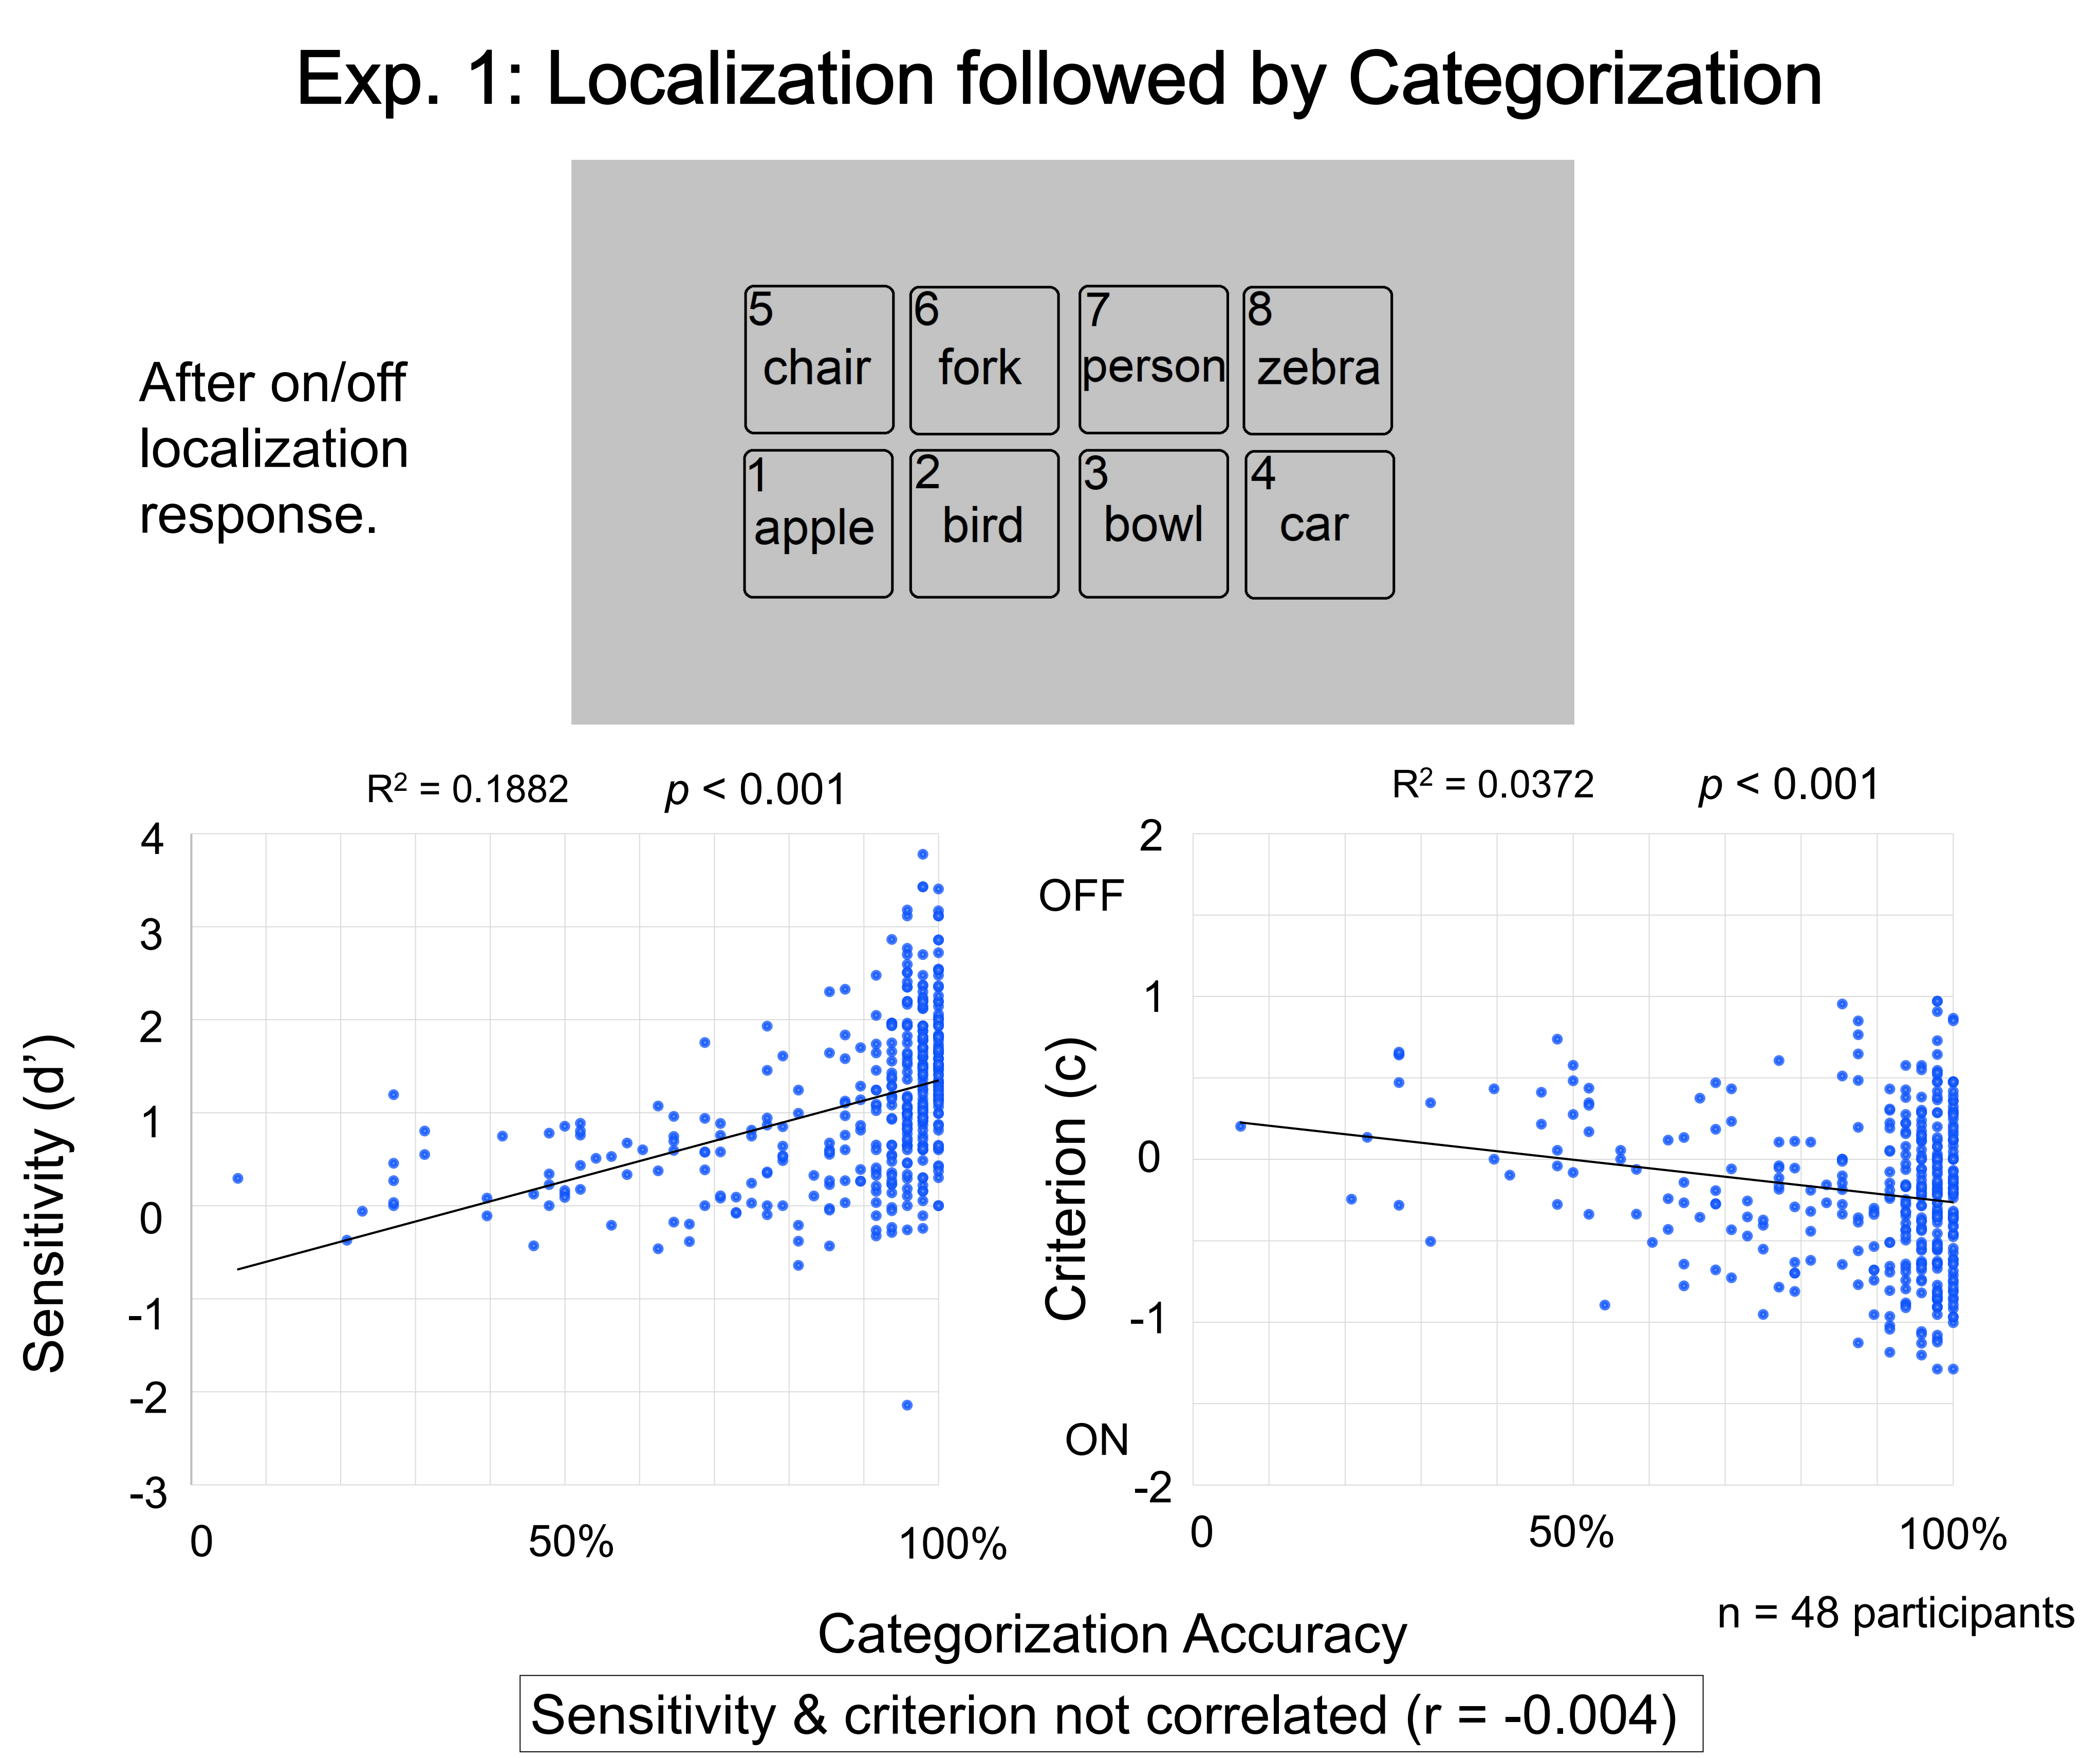 Exp. 1: Localization followed by Categorization
After on/off
localization
response.
5 6 7 8
chair fork person zebra
1 2 3 4
apple bird bowl car
R² = 0.1882 p < 0.001
4
3
2
1
0
-1
-2
-3
Sensitivity (d’)
0 50% 100%
R² = 0.0372 p < 0.001
2
OFF
1
0
-1
ON
-2
Criterion (c)
0 50% 100%
n = 48 participants
Categorization Accuracy
Sensitivity & criterion not correlated (r = -0.004)